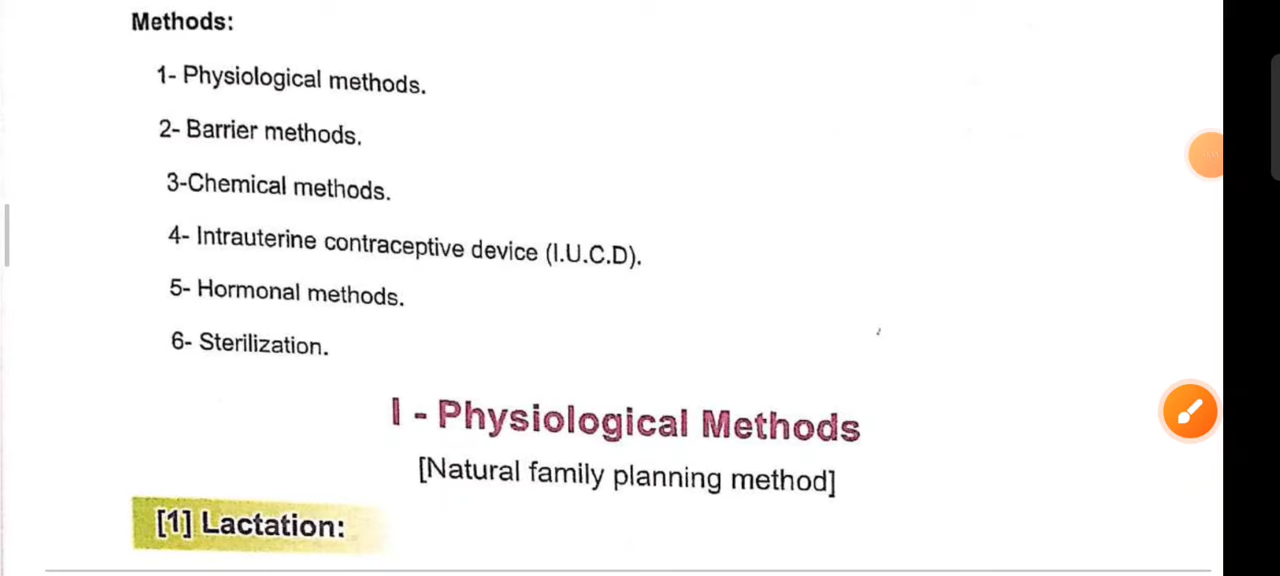 Methods:
1- Physiological methods.
2- Barrier methods.
3-Chemical methods.
4- Intrauterine contraceptive device (I.U.C.D).
5- Hormonal methods.
6- Sterilization.
I - Physiological Methods
[Natural family planning method]
[1] Lactation: